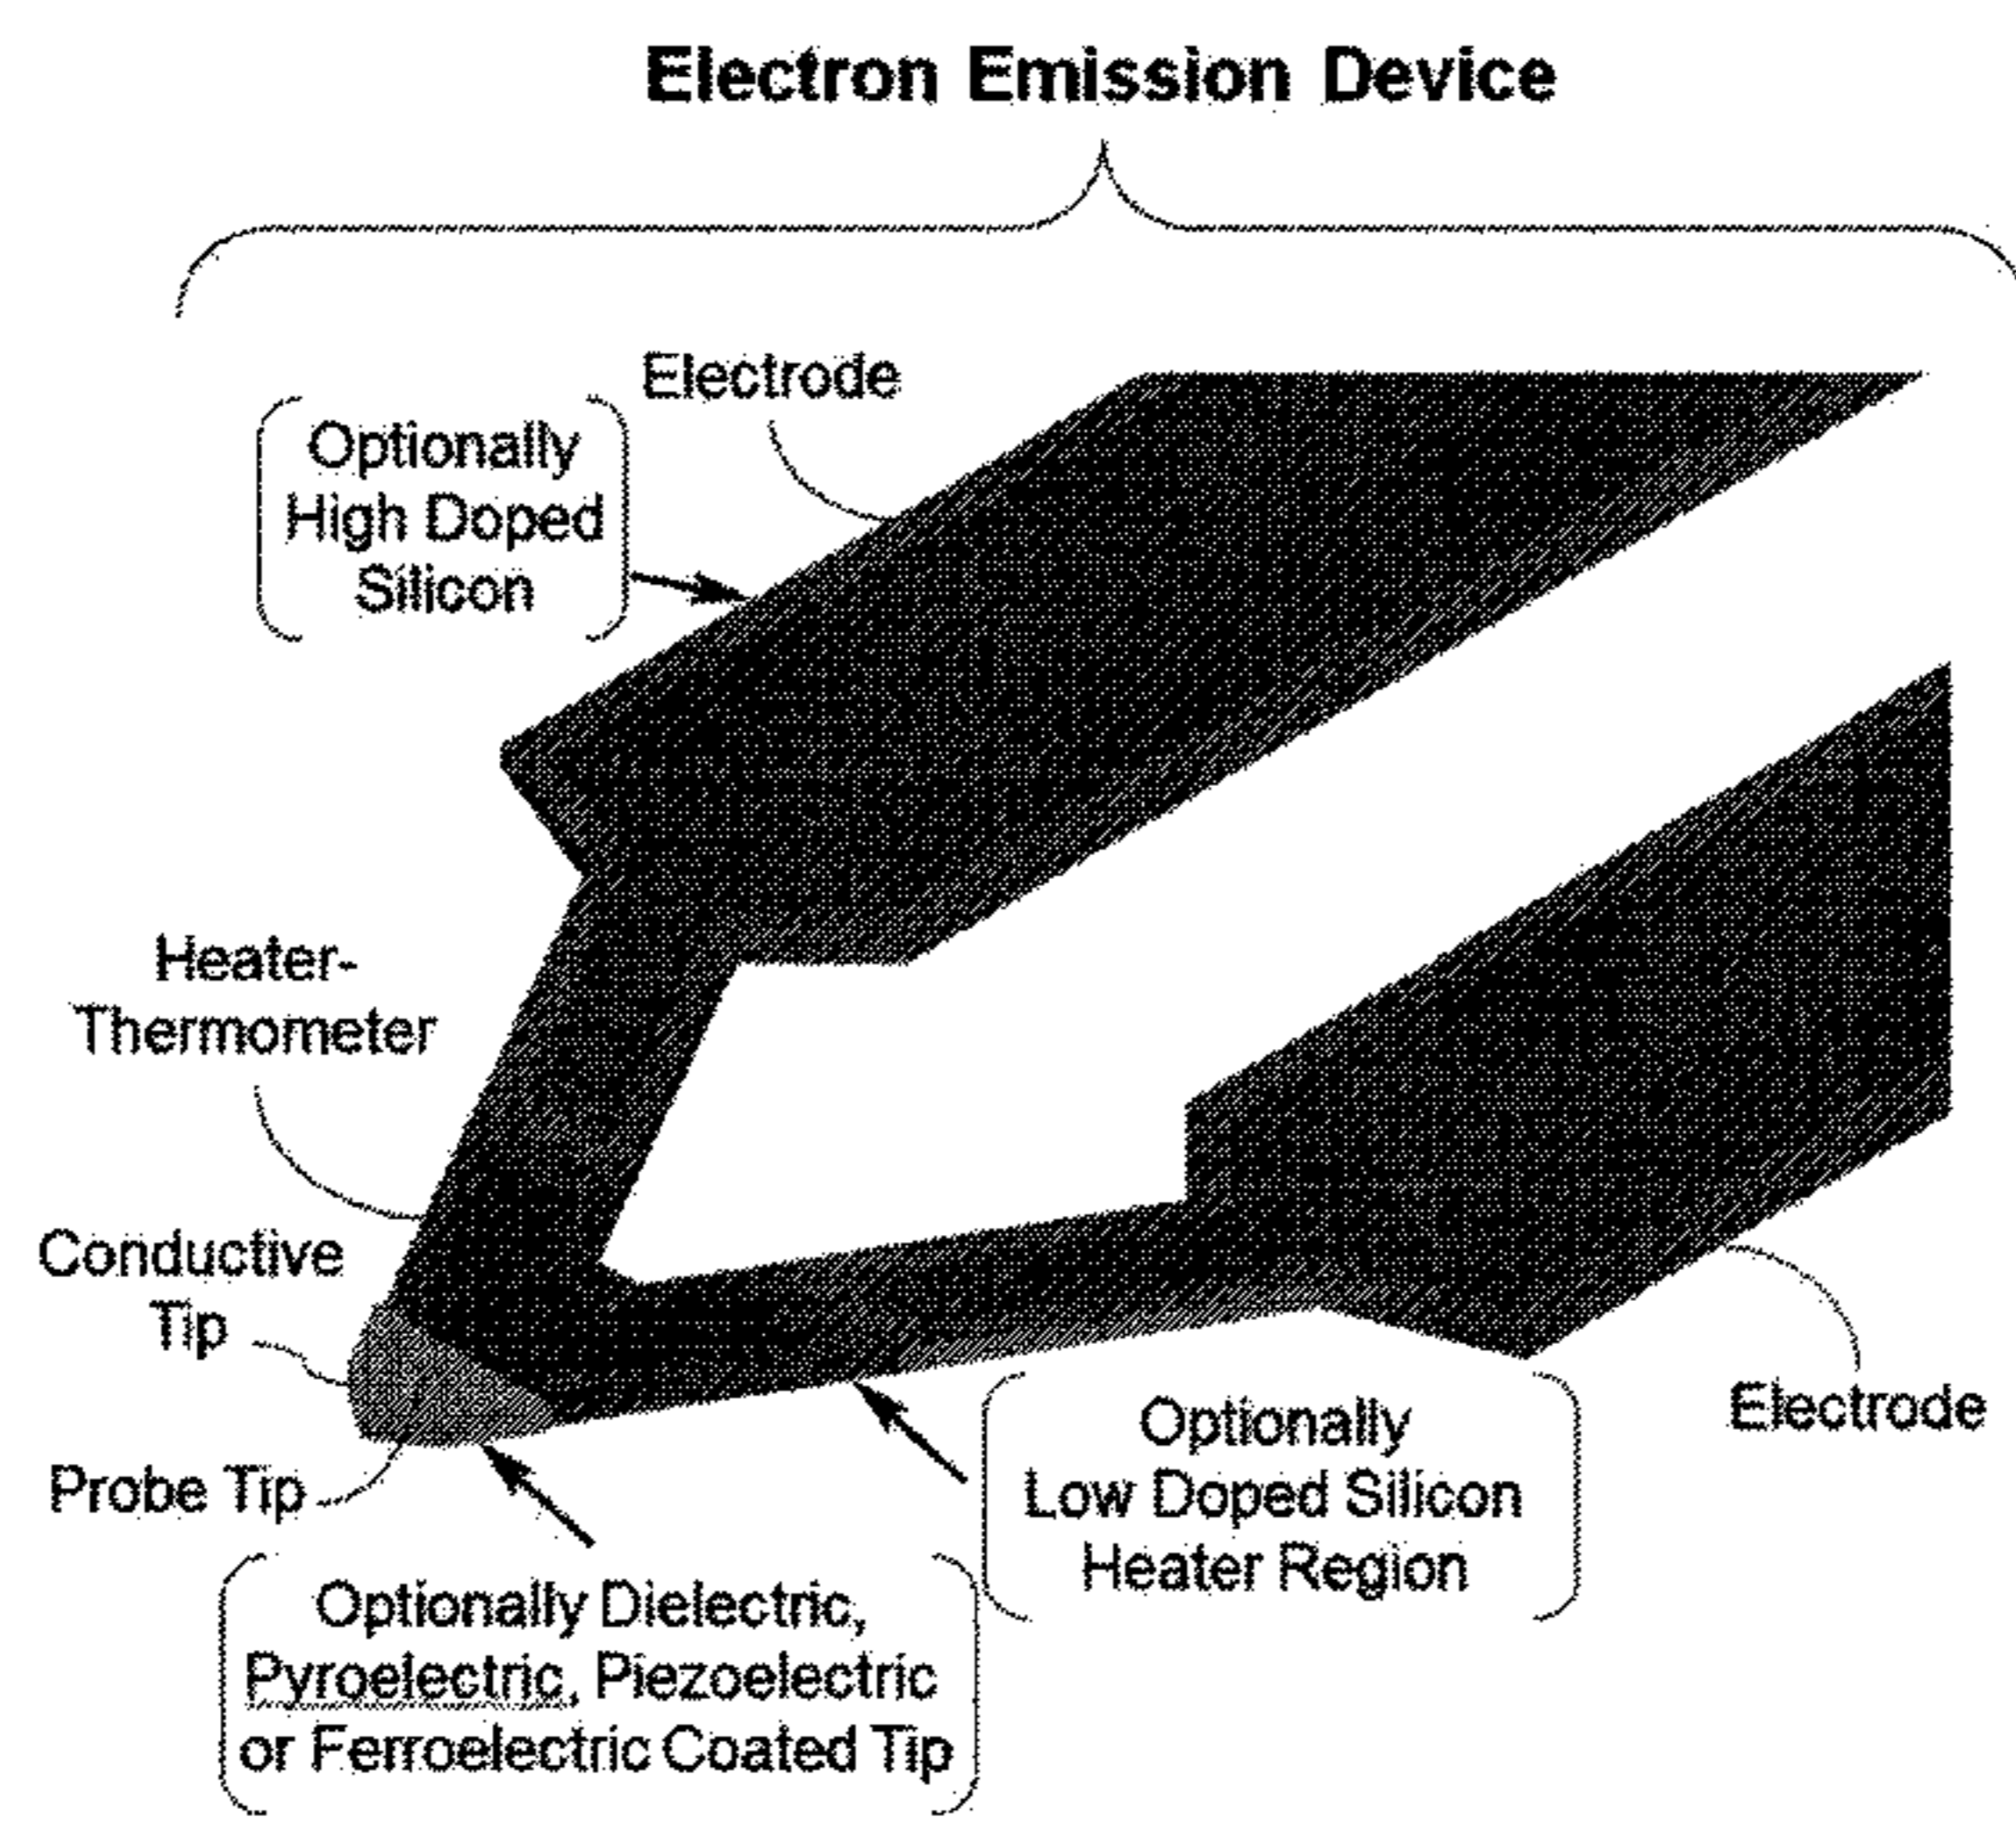 Electron Emission Device
Electrode
Optionally
High Doped
Silicon
Heater-
Thermometer
Conductive
Tip
Probe Tip
Optionally Dielectric,
Pyroelectric, Piezoelectric
or Ferroelectric Coated Tip
Optionally
Low Doped Silicon
Heater Region
Electrode